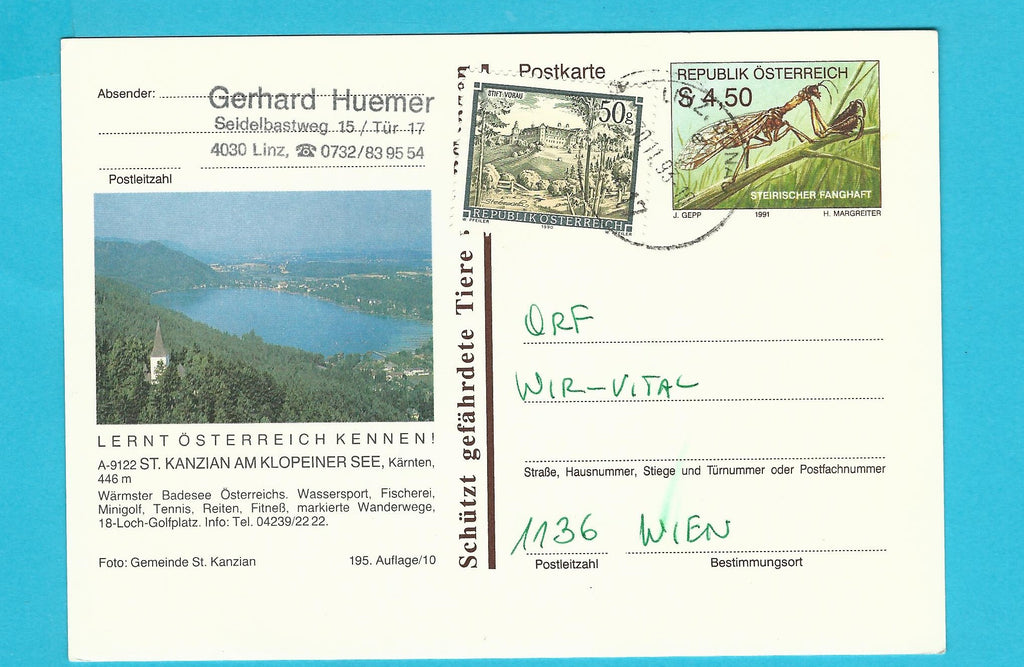 Absender:
Gerhard Huemer
Seidelbastweg 15 / Tür 17
4030 Linz, ☎ 0732/83 95 54
Postleitzahl
LERNT ÖSTERREICH KENNEN!
A-9122 ST. KANZIAN AM KLOPEINER SEE, Kärnten,
446 m
Wärmster Badesee Österreichs. Wassersport, Fischerei,
Minigolf, Tennis, Reiten, Fitneß, markierte Wanderwege,
18-Loch-Golfplatz. Info: Tel. 04239/22 22.
Foto: Gemeinde St. Kanzian
195. Auflage/10
Schützt gefährdete Tiere
Postkarte
STIFT VORAU
50g
REPUBLIK ÖSTERREICH
W. PFEILER
1990
W. PFEILER
REPUBLIK ÖSTERREICH
S 4,50
STEIRISCHER FANGHAFT
J. GEPP
1991
H. MARGREITER
ORF
WIR-VITAL
Straße, Hausnummer, Stiege und Türnummer oder Postfachnummer
1136 WIEN
Postleitzahl
Bestimmungsort